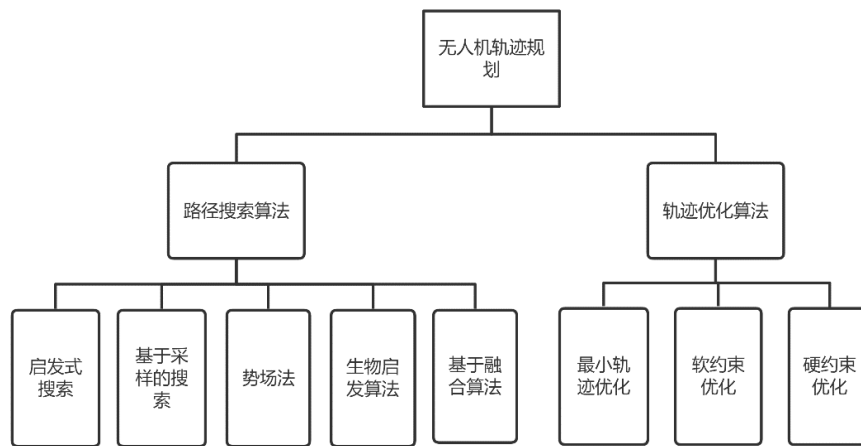 无人机轨迹规
划
路径搜索算法
轨迹优化算法
启发式
搜索
基于采
样的搜
索
势场法
生物启
发算法
基于融
合算法
最小轨
迹优化
软约束
优化
硬约束
优化